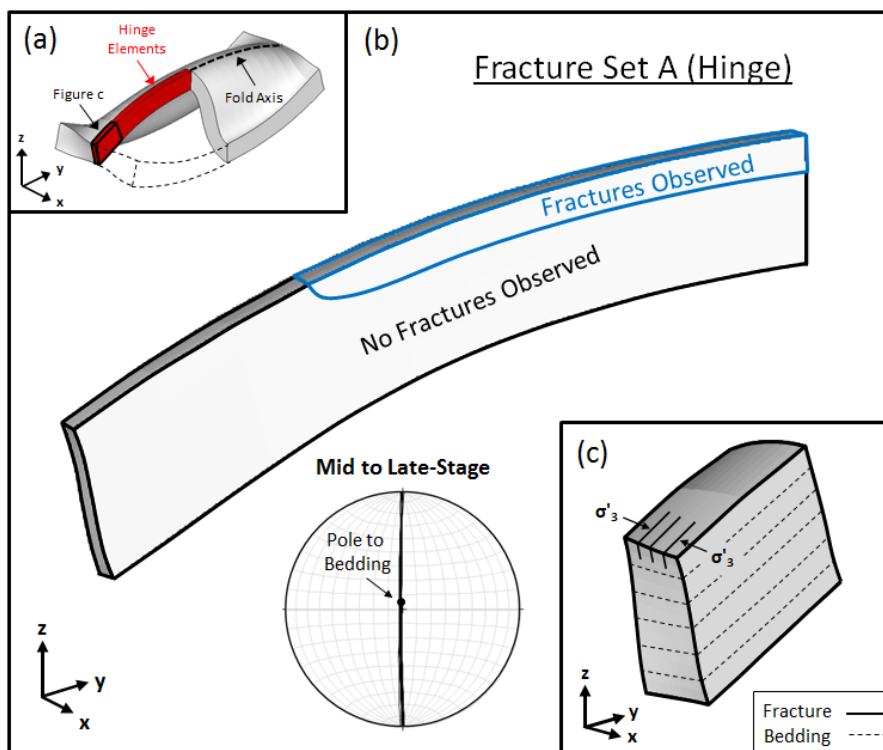 (a)
Hinge
Elements
Figure c
Fold Axis
z
y
x
(b)
Fracture Set A (Hinge)
Fractures Observed
No Fractures Observed
Mid to Late-Stage
Pole to
Bedding
z
y
x
(c)
σ'3
σ'3
z
y
x
Fracture
Bedding